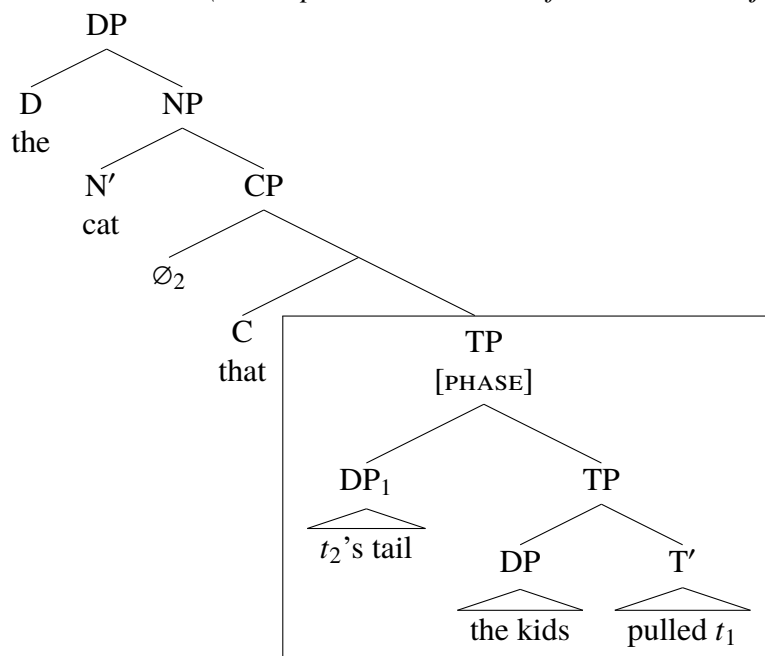 DP
D NP
the
N′ CP
cat
∅₂
C TP
that [PHASE]
DP₁ TP
t₂'s tail DP T′
the kids pulled t₁